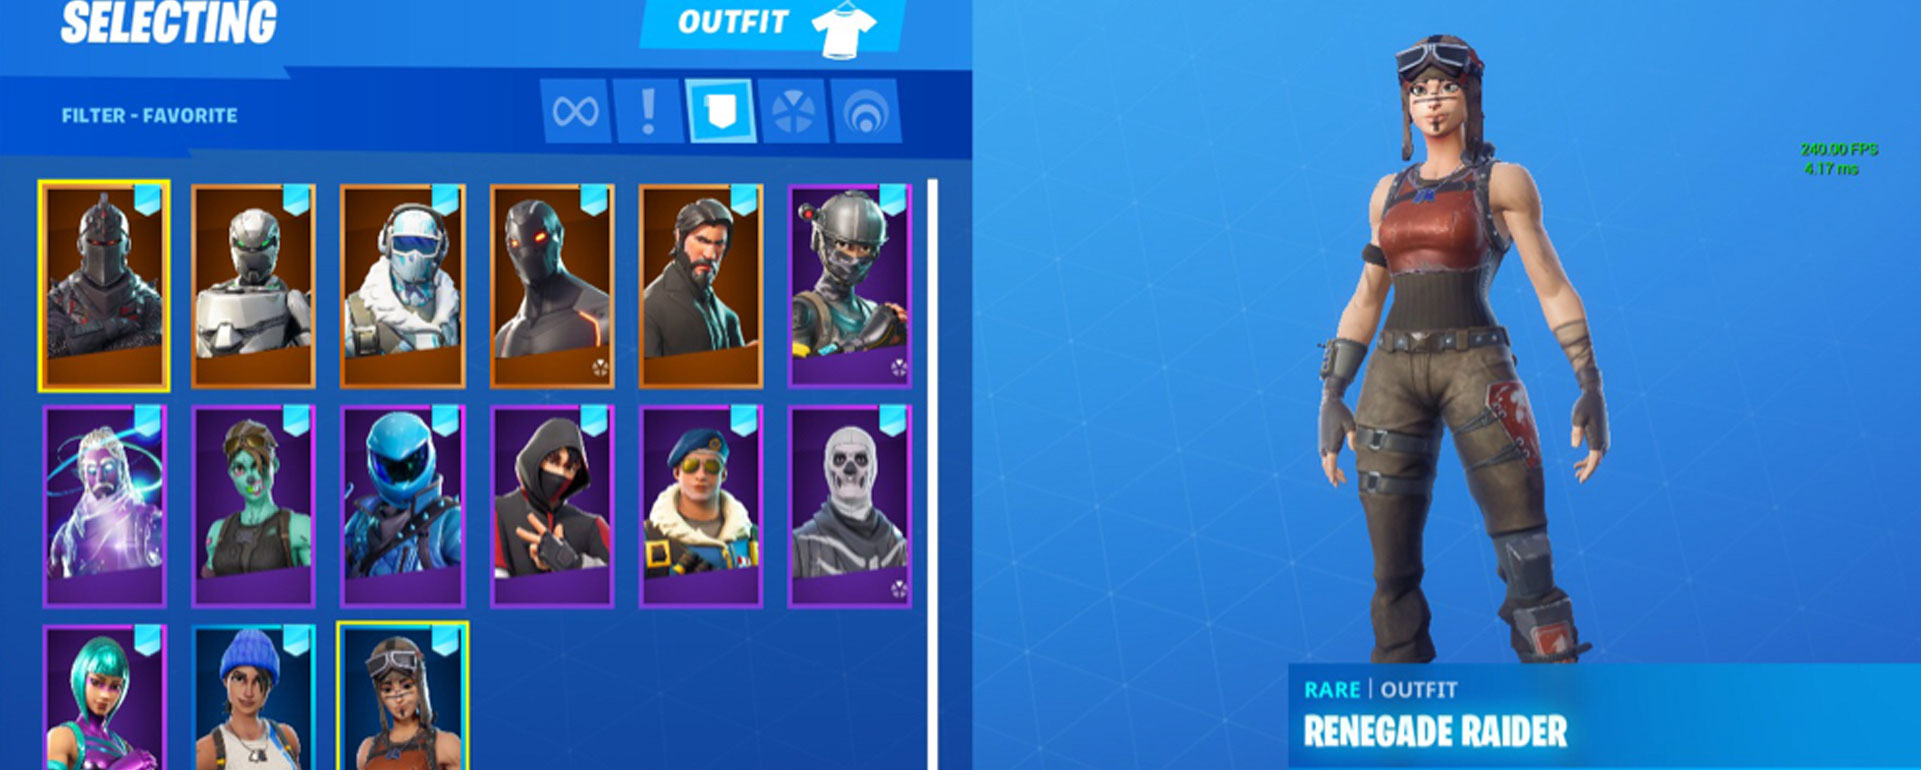 SELECTING
OUTFIT
FILTER - FAVORITE
240.00 FPS
4.17 ms
RARE | OUTFIT
RENEGADE RAIDER